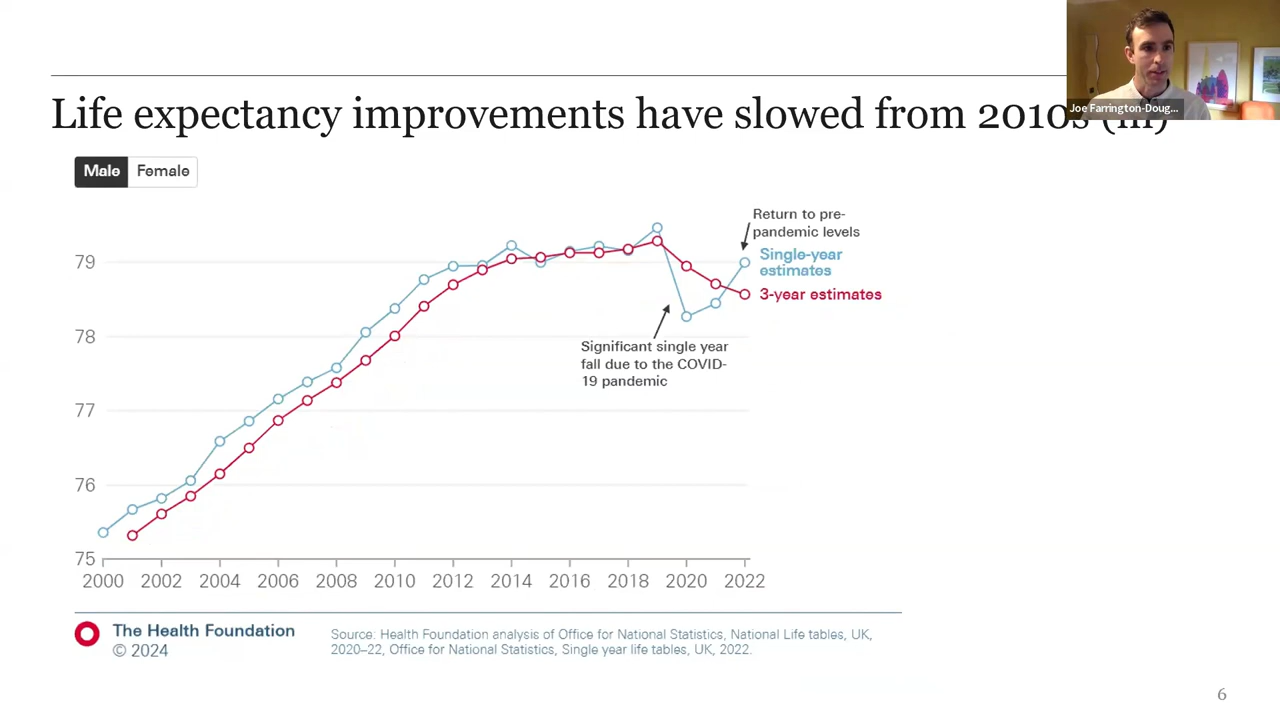 Joe Farrington-Doug...
Life expectancy improvements have slowed from 2010s (iii)
Male Female
Return to pre-
pandemic levels
Single-year
estimates
3-year estimates
Significant single year
fall due to the COVID-
19 pandemic
79
78
77
76
75
2000 2002 2004 2006 2008 2010 2012 2014 2016 2018 2020 2022
The Health Foundation
© 2024
Source: Health Foundation analysis of Office for National Statistics, National Life tables, UK,
2020–22, Office for National Statistics, Single year life tables, UK, 2022.
6